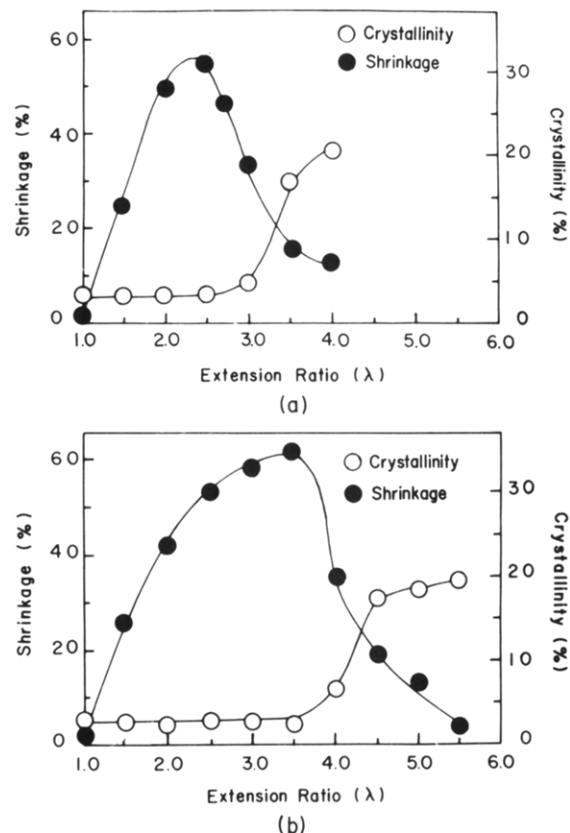 60
40
20
0
Shrinkage (%)
Crystallinity
Shrinkage
30
20
10
0
Crystallinity (%)
1.0 2.0 3.0 4.0 5.0 6.0
Extension Ratio (λ)
(a)
60
40
20
0
Shrinkage (%)
Crystallinity
Shrinkage
30
20
10
0
Crystallinity (%)
1.0 2.0 3.0 4.0 5.0 6.0
Extension Ratio (λ)
(b)